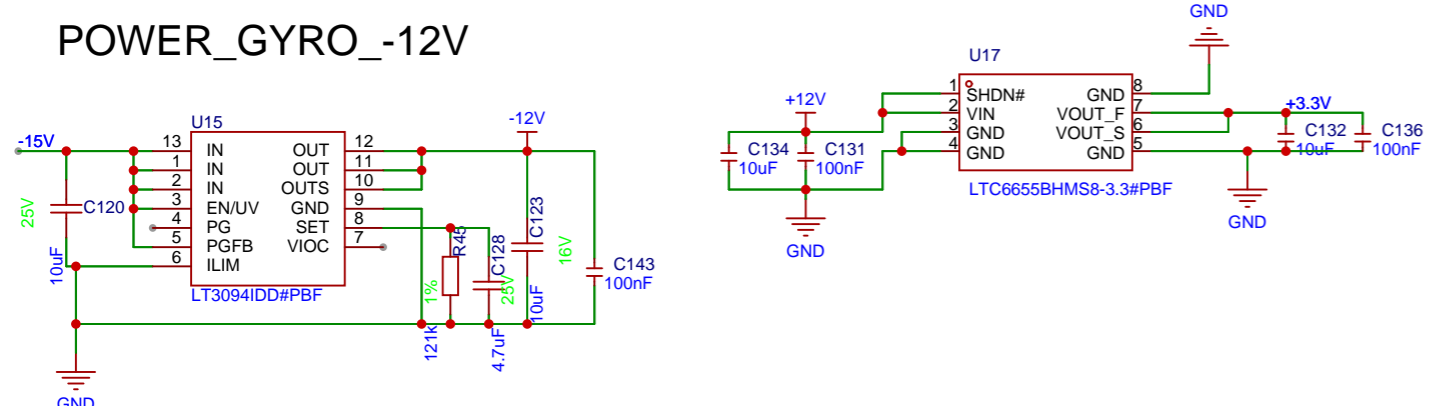 POWER_GYRO_-12V
U15
-15V
-12V
13 IN OUT 12
1 IN OUT 11
2 IN OUTS 10
3 EN/UV GND 9
4 PG SET 8
5 PGFB VIOC 7
6 ILIM
LT3094IDD#PBF
C120
25V
10uF
R45
1%
121k
C128
25V
4.7uF
C123
16V
10uF
C143
100nF
GND
GND
U17
+12V
1 SHDN# GND 8
2 VIN VOUT_F 7
3 GND VOUT_S 6
4 GND GND 5
LTC6655BHMS8-3.3#PBF
C134
10uF
C131
100nF
GND
+3.3V
C132
10uF
C136
100nF
GND